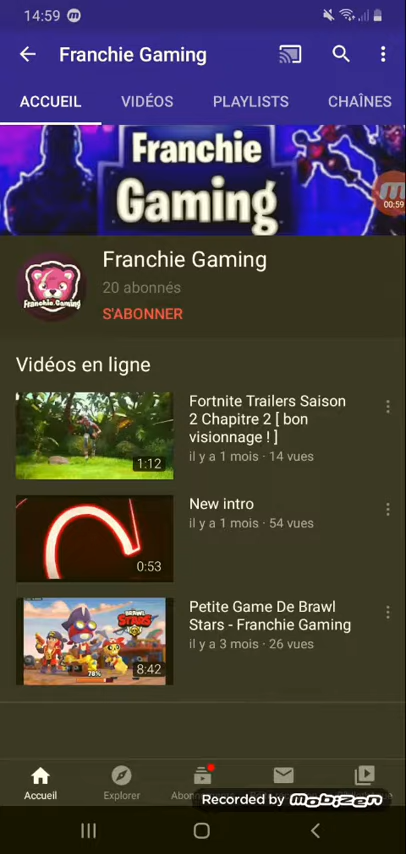 14:59
Franchie Gaming
ACCUEIL VIDÉOS PLAYLISTS CHAÎNES
Franchie
Gaming
00:59
Franchie Gaming
Franchie Gaming
20 abonnés
S'ABONNER
Vidéos en ligne
Fortnite Trailers Saison
2 Chapitre 2 [ bon
visionnage ! ]
il y a 1 mois · 14 vues
1:12
New intro
il y a 1 mois · 54 vues
0:53
BRAWL
STARS
Petite Game De Brawl
Stars - Franchie Gaming
il y a 3 mois · 26 vues
8:42
Accueil Explorer
Recorded by mobizen